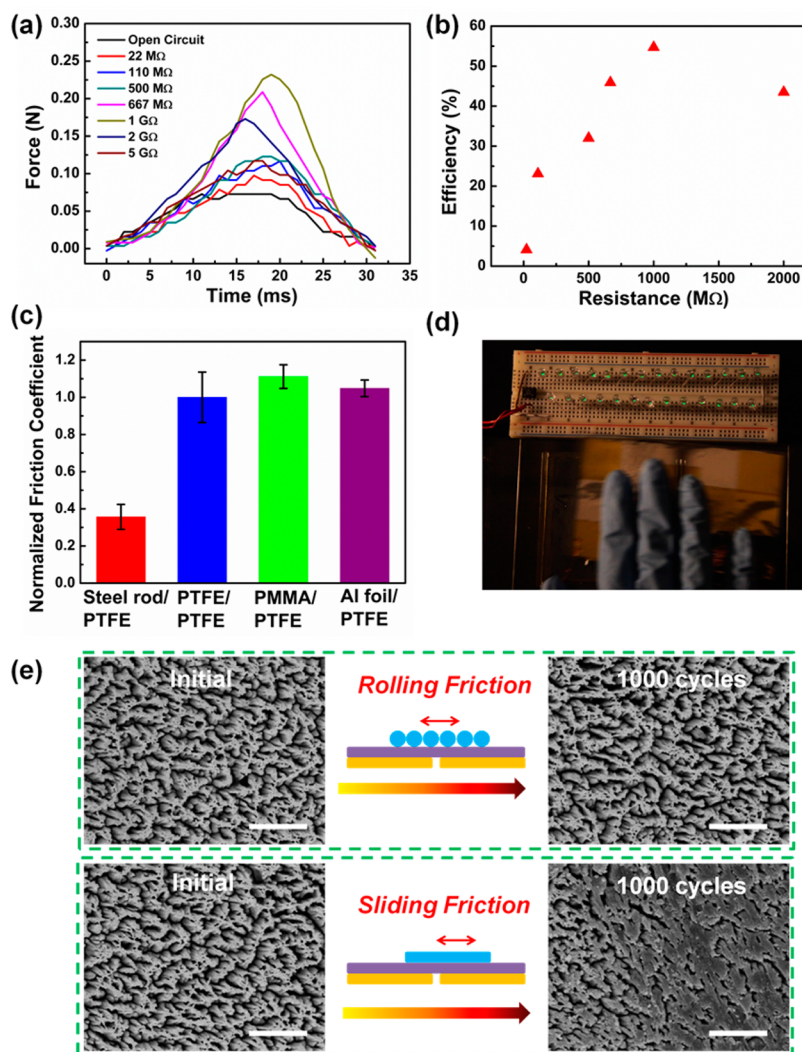 (a)
0.30
0.25
0.20
0.15
0.10
0.05
0.00
Force (N)
Open Circuit
22 MΩ
110 MΩ
500 MΩ
667 MΩ
1 GΩ
2 GΩ
5 GΩ
0 5 10 15 20 25 30 35
Time (ms)
(b)
60
50
40
30
20
10
0
Efficiency (%)
0 500 1000 1500 2000
Resistance (MΩ)
(c)
1.2
1.0
0.8
0.6
0.4
0.2
0.0
Normalized Friction Coefficient
Steel rod/ PTFE/ PMMA/ Al foil/
PTFE PTFE PTFE PTFE
(d)
(e)
Initial
Rolling Friction
1000 cycles
Initial
Sliding Friction
1000 cycles